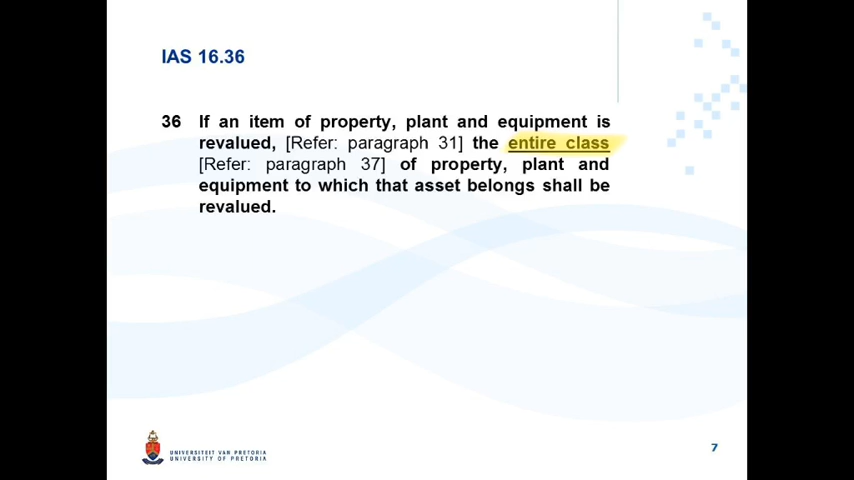 IAS 16.36
36 If an item of property, plant and equipment is
revalued, [Refer: paragraph 31] the entire class
[Refer: paragraph 37] of property, plant and
equipment to which that asset belongs shall be
revalued.
UNIVERSITEIT VAN PRETORIA
UNIVERSITY OF PRETORIA
7